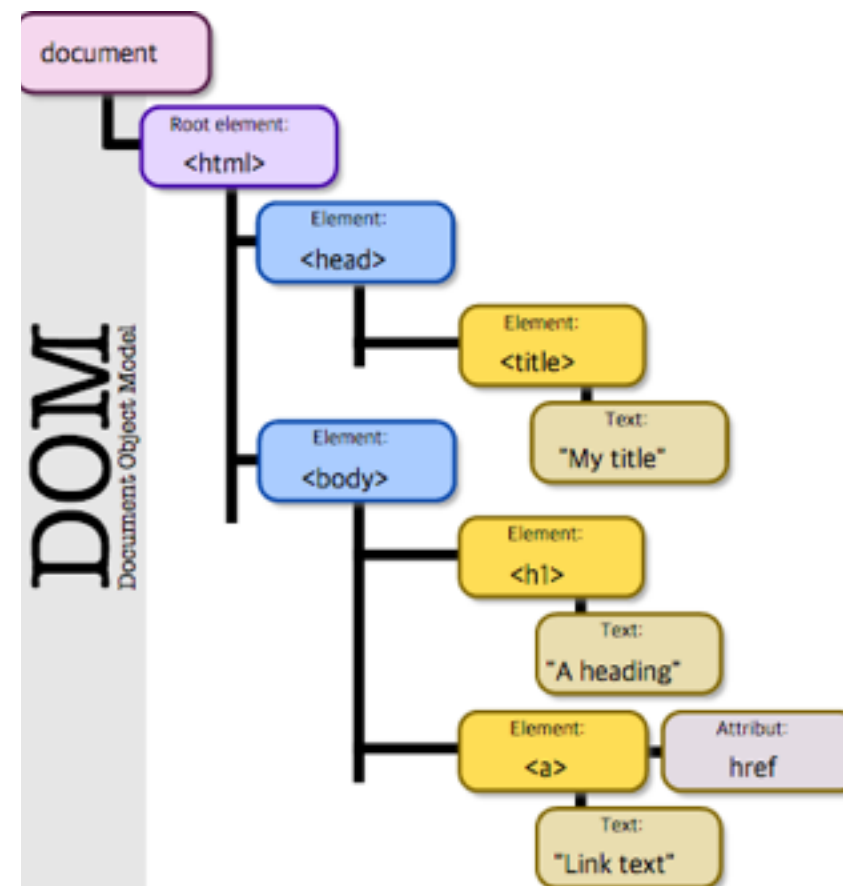 document
Root element:
<html>
Element:
<head>
Element:
<title>
Text:
"My title"
DOM
Document Object Model
Element:
<body>
Element:
<h1>
Text:
"A heading"
Element:
<a>
Attribut:
href
Text:
"Link text"